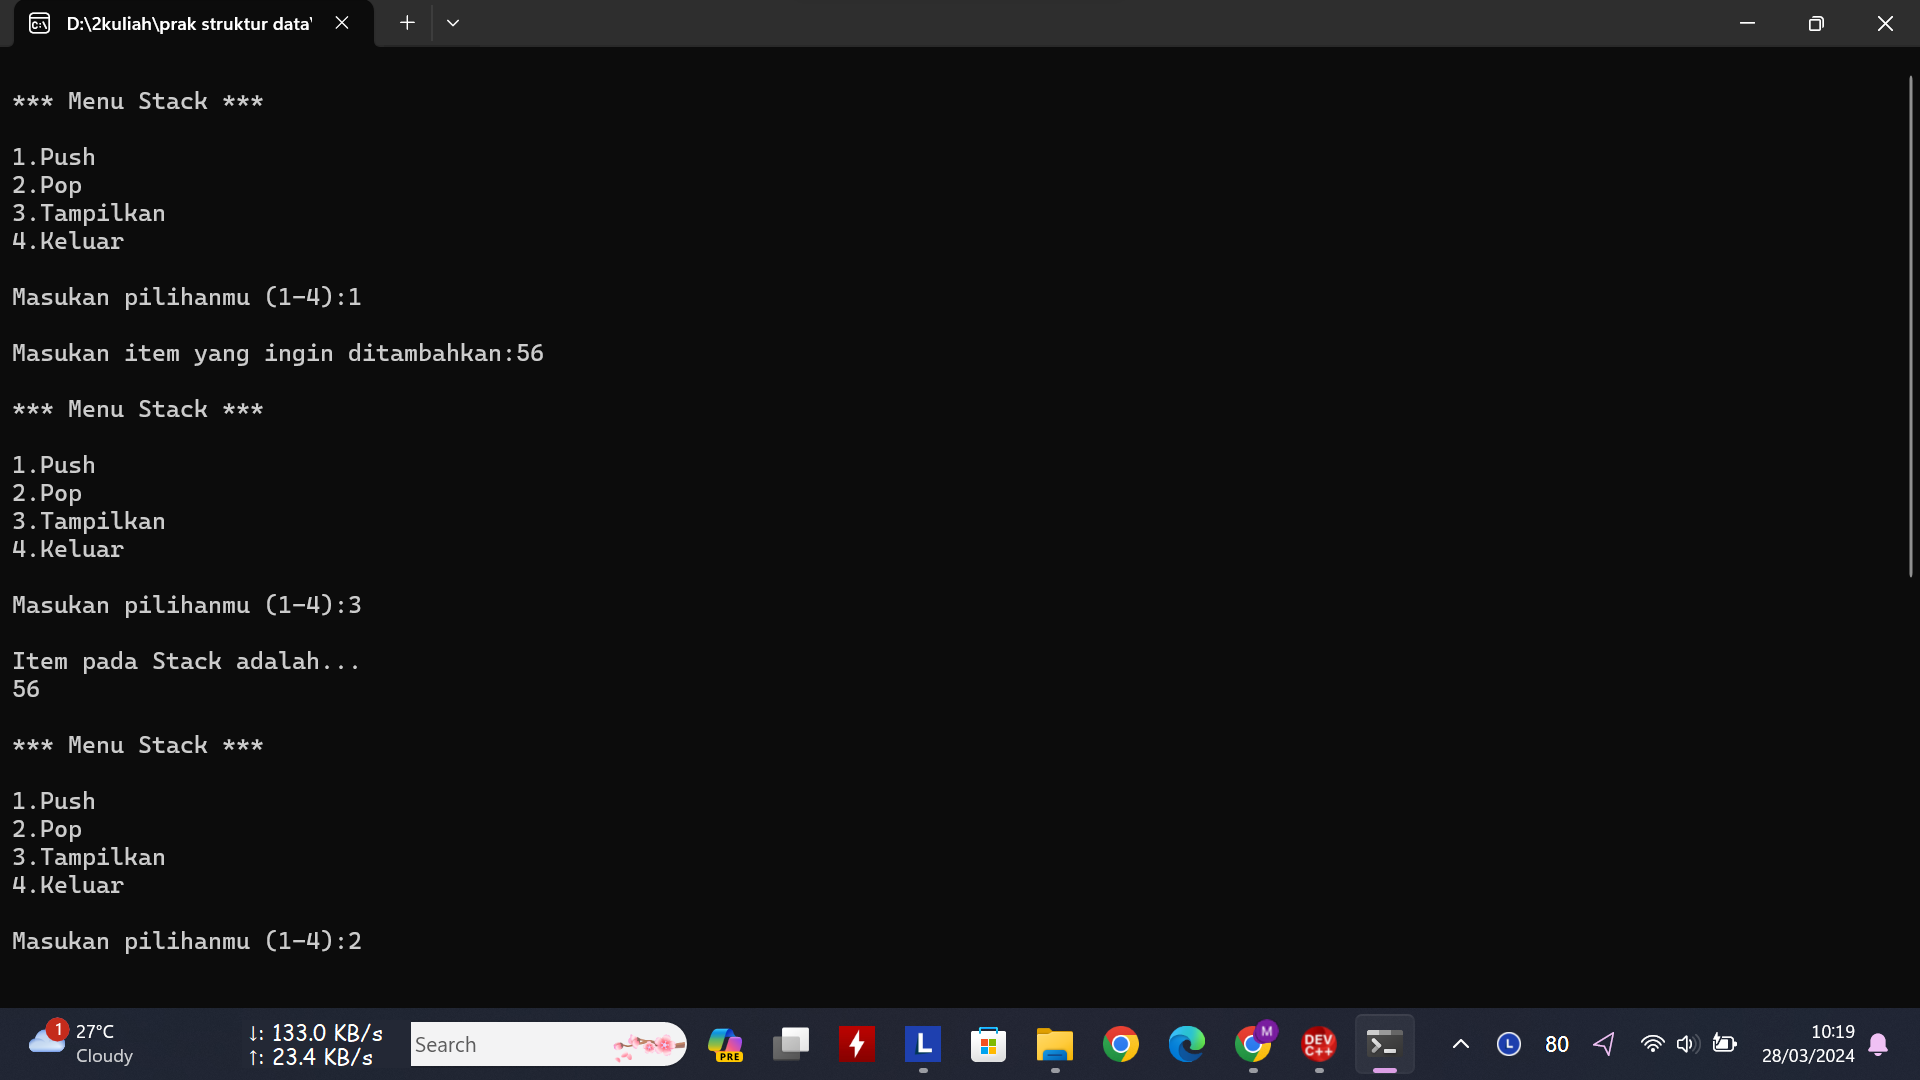 D:\2kuliah\prak struktur data\
*** Menu Stack ***
1.Push
2.Pop
3.Tampilkan
4.Keluar
Masukan pilihanmu (1-4):1
Masukan item yang ingin ditambahkan:56
*** Menu Stack ***
1.Push
2.Pop
3.Tampilkan
4.Keluar
Masukan pilihanmu (1-4):3
Item pada Stack adalah...
56
*** Menu Stack ***
1.Push
2.Pop
3.Tampilkan
4.Keluar
Masukan pilihanmu (1-4):2
1
27°C
Cloudy
↓: 133.0 KB/s
↑: 23.4 KB/s
Search
PRE
L
M
DEV
C++
L
80
10:19
28/03/2024